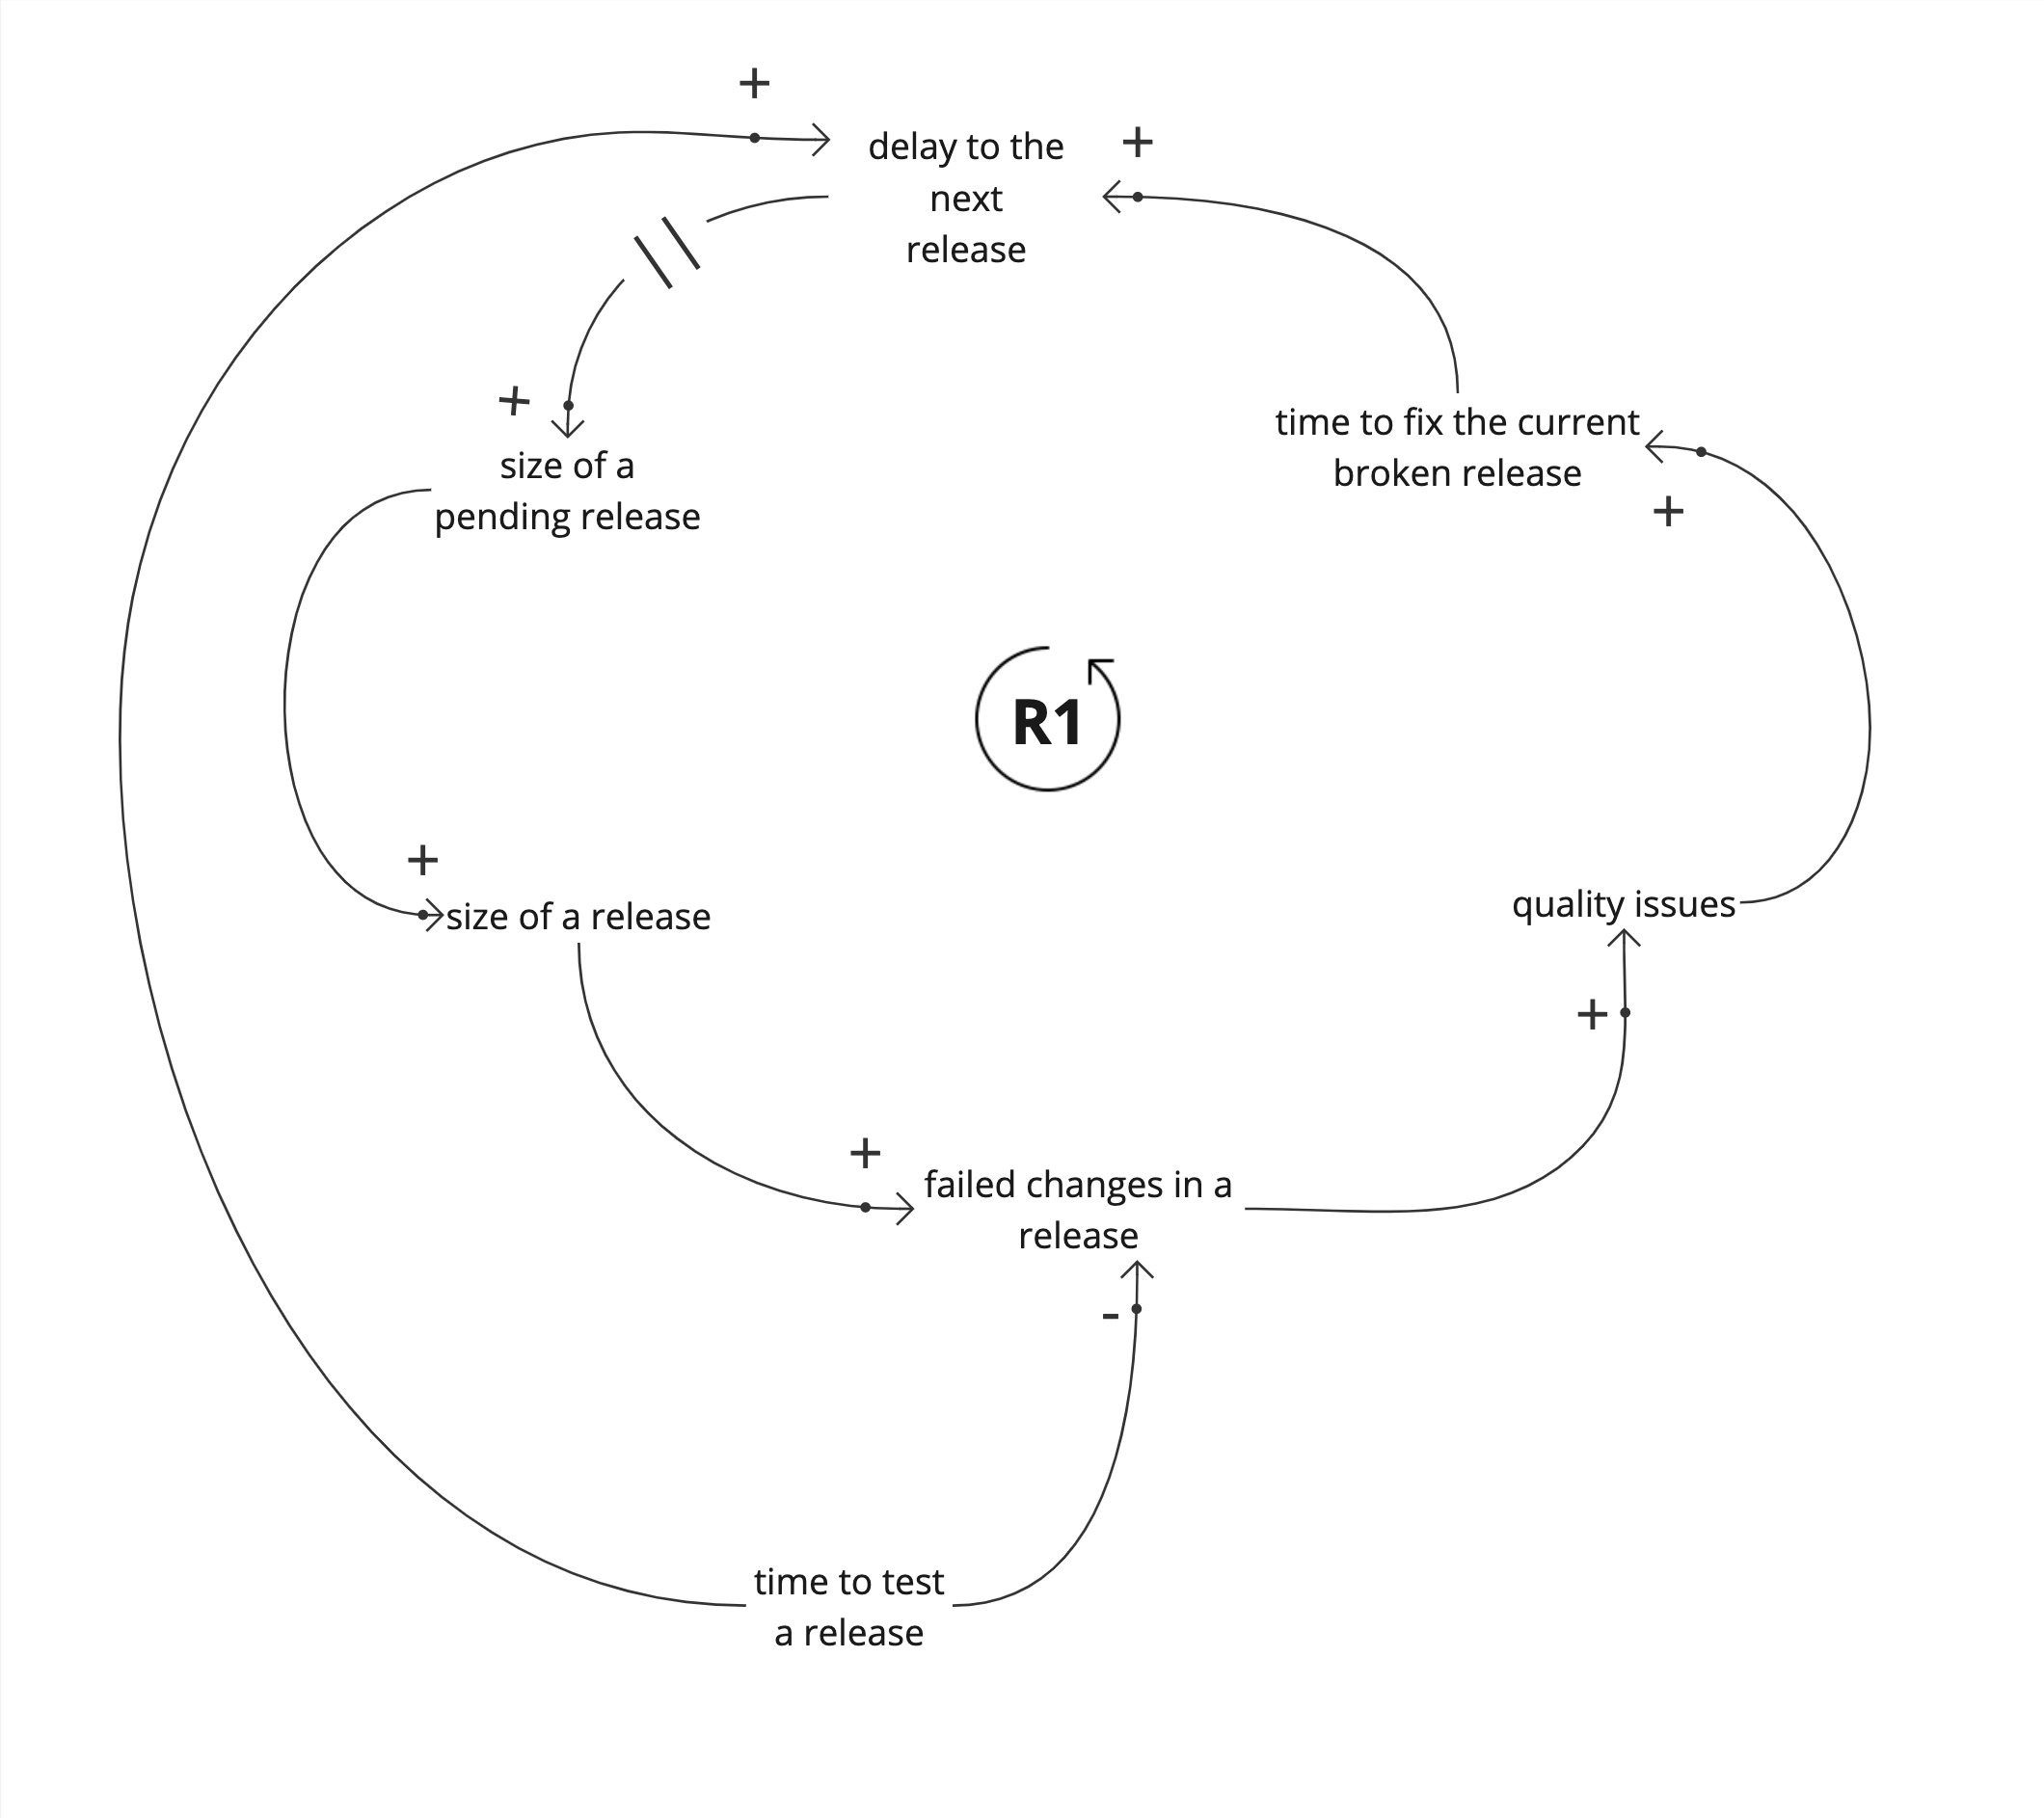 +
delay to the
+
next
release
+
size of a
pending release
time to fix the current
broken release
+
R1
+
size of a release
quality issues
+
+
failed changes in a
release
-
time to test
a release